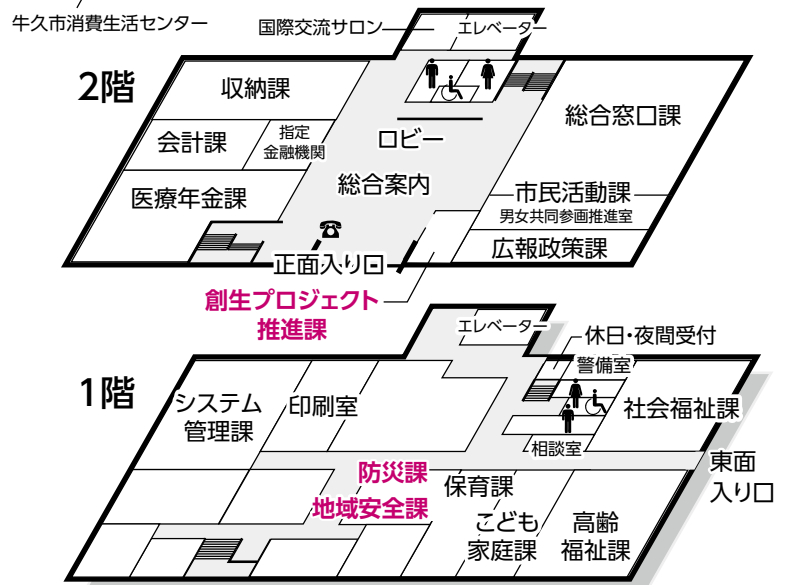 牛久市消費生活センター
国際交流サロン
エレベーター
2階
収納課
総合窓口課
会計課
指定
金融機関
ロビー
総合案内
医療年金課
市民活動課
男女共同参画推進室
広報政策課
正面入り口
創生プロジェクト
推進課
エレベーター
休日・夜間受付
警備室
1階
システム
管理課
印刷室
社会福祉課
相談室
東面
入り口
防災課
地域安全課
保育課
こども
家庭課
高齢
福祉課